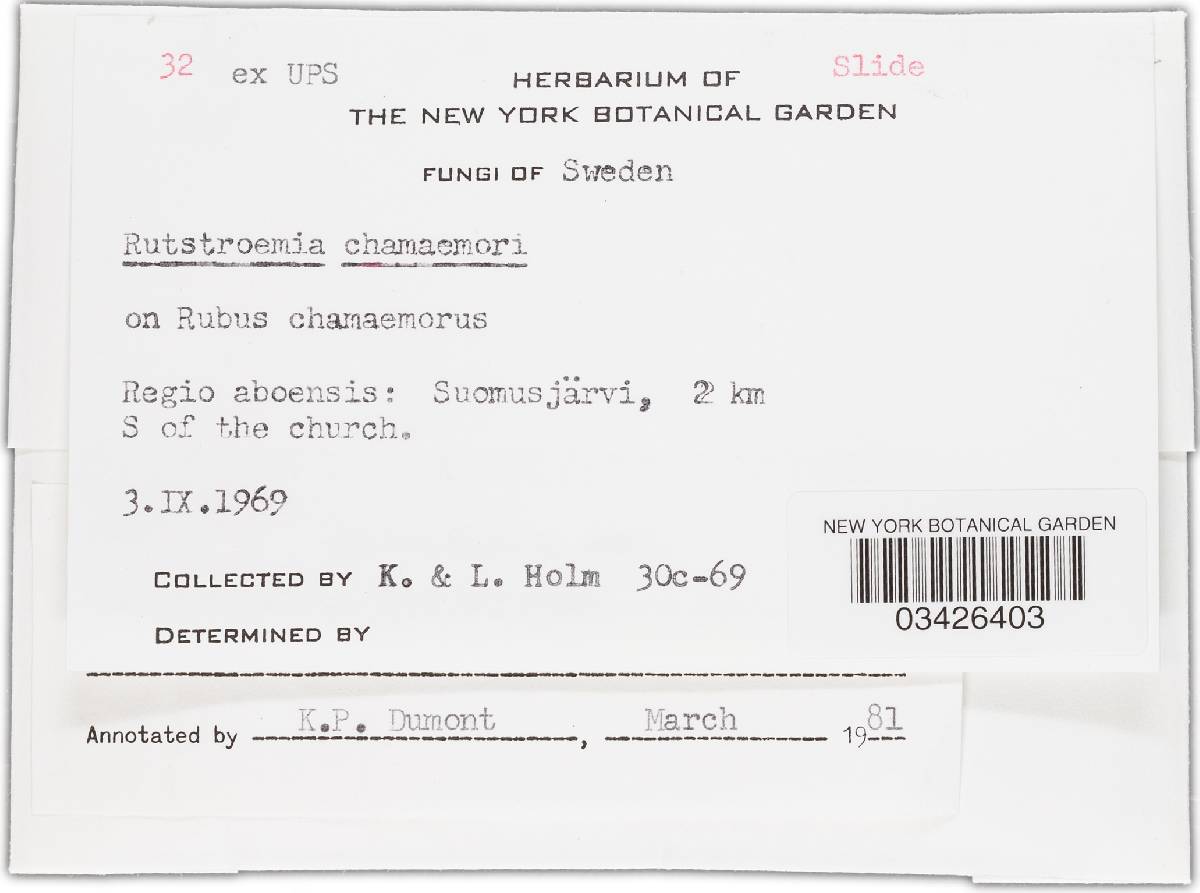 32 ex UPS Slide
HERBARIUM OF
THE NEW YORK BOTANICAL GARDEN
FUNGI OF Sweden
Rutstroemia chamaemori
on Rubus chamaemorus
Regio aboensis: Suomusjärvi, 2 km
S of the church.
3.IX.1969
COLLECTED BY K. & L. Holm 30c-69
DETERMINED BY
NEW YORK BOTANICAL GARDEN
03426403
Annotated by K.P. Dumont, March 1981